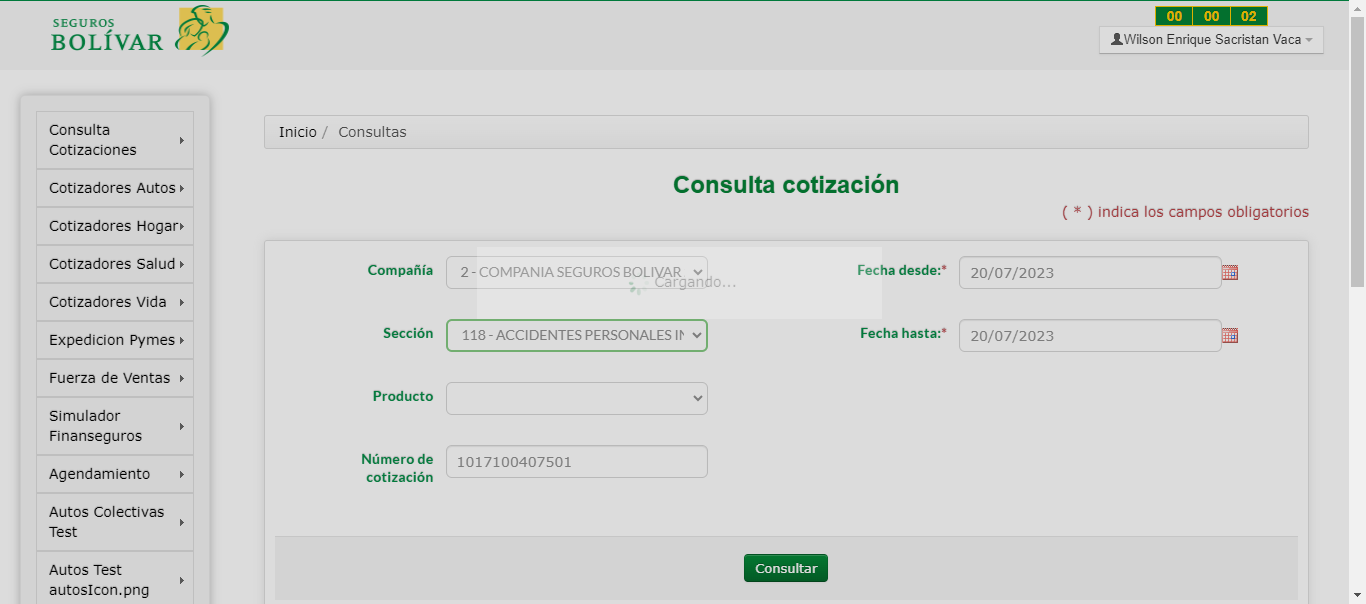 SEGUROS
BOLÍVAR
00 00 02
Wilson Enrique Sacristan Vaca
Consulta
Cotizaciones
Cotizadores Autos
Cotizadores Hogar
Cotizadores Salud
Cotizadores Vida
Expedicion Pymes
Fuerza de Ventas
Simulador
Finanseguros
Agendamiento
Autos Colectivas
Test
Autos Test
autosIcon.png
Inicio / Consultas
Consulta cotización
( * ) indica los campos obligatorios
Compañía 2 - COMPANIA SEGUROS BOLIVAR Fecha desde:* 20/07/2023
Cargando...
Sección 118 - ACCIDENTES PERSONALES IN Fecha hasta:* 20/07/2023
Producto
Número de
cotización 1017100407501
Consultar